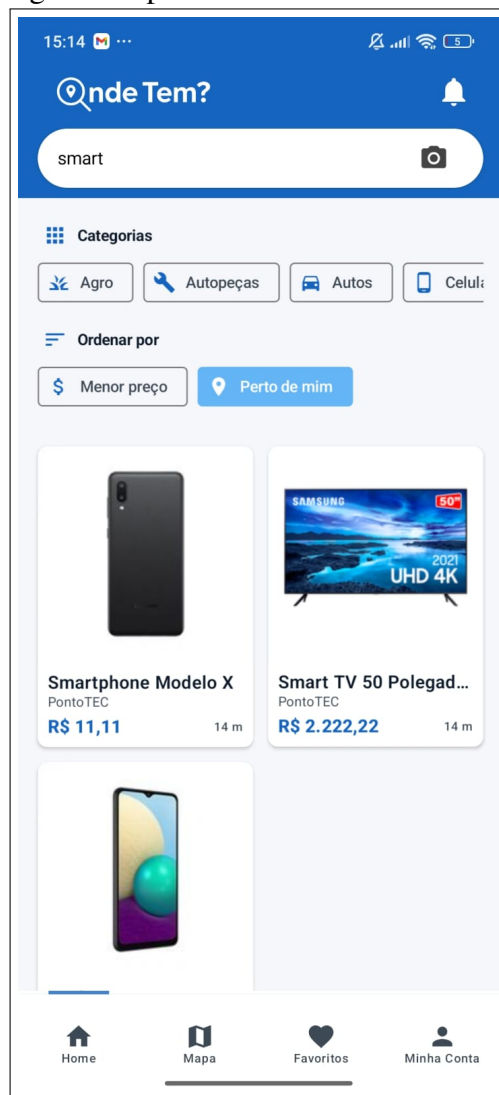 15:14 M ...
5
Onde Tem?
smart
Categorias
Agro
Autopeças
Autos
Celula
Ordenar por
$ Menor preço
Perto de mim
SAMSUNG
50"
2021
UHD 4K
Smartphone Modelo X
PontoTEC
R$ 11,11
14 m
Smart TV 50 Polegad...
PontoTEC
R$ 2.222,22
14 m
Home
Mapa
Favoritos
Minha Conta